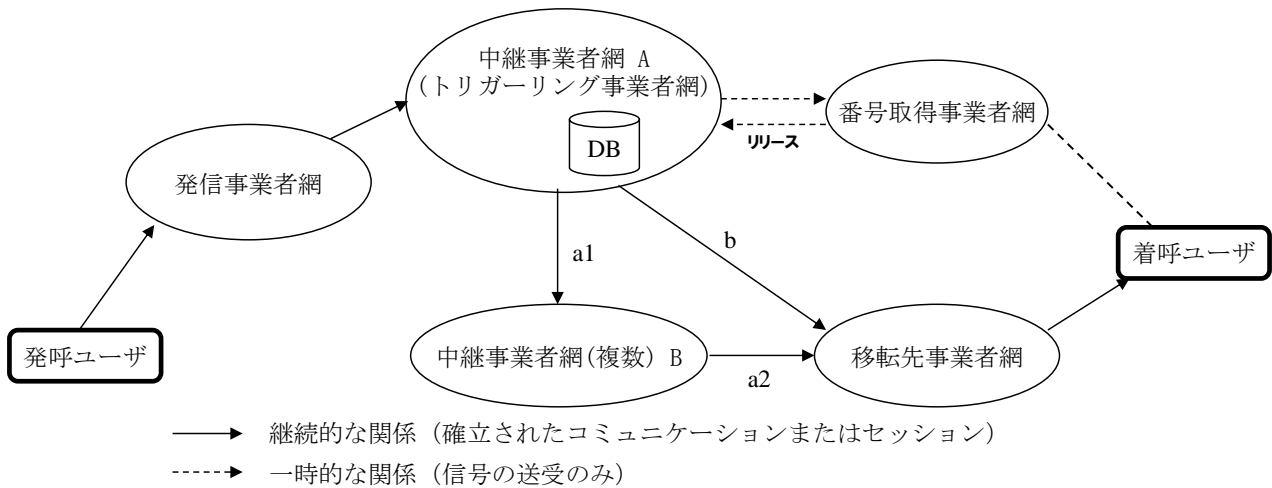 中継事業者網 A
(トリガーリング事業者網)
DB
番号取得事業者網
リリース
発信事業者網
a1
b
着呼ユーザ
発呼ユーザ
中継事業者網(複数) B
a2
移転先事業者網
継続的な関係 (確立されたコミュニケーションまたはセッション)
一時的な関係 (信号の送受のみ)